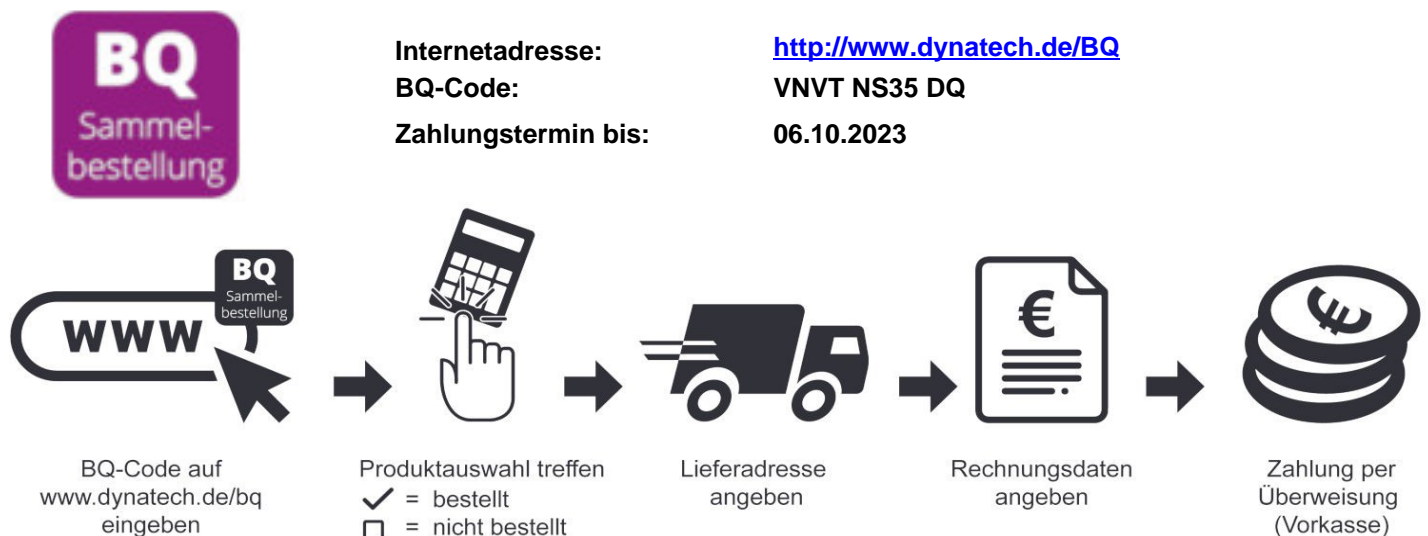 BQ
Sammel-
bestellung
Internetadresse: http://www.dynatech.de/BQ
BQ-Code: VNVT NS35 DQ
Zahlungstermin bis: 06.10.2023
www
BQ
Sammel-
bestellung
€
€
BQ-Code auf
www.dynatech.de/bq
eingeben
Produktauswahl treffen
✓ = bestellt
☐ = nicht bestellt
Lieferadresse
angeben
Rechnungsdaten
angeben
Zahlung per
Überweisung
(Vorkasse)